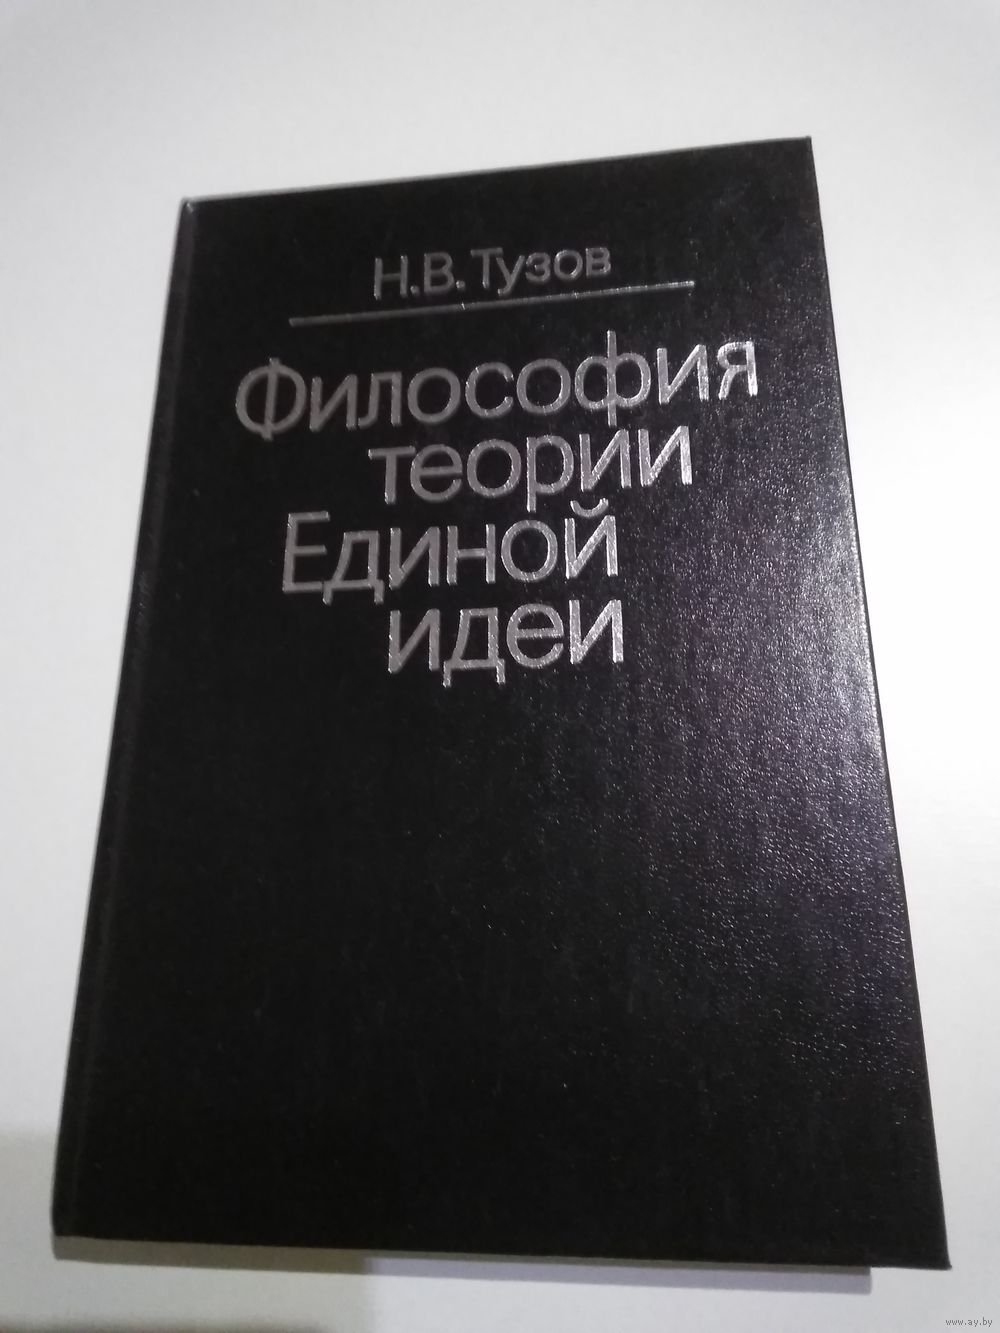 Н.В.Тузов
Философия
теории
Единой
идеи
www.ay.by